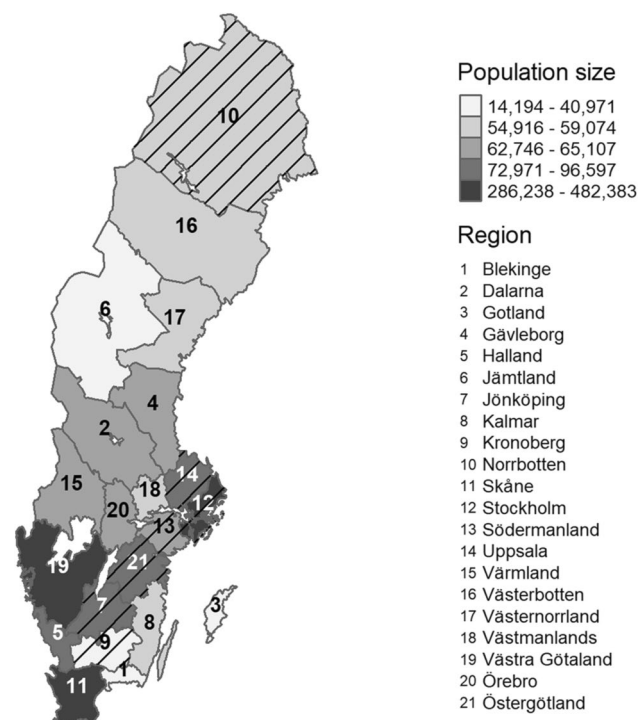 Population size
14,194 - 40,971
54,916 - 59,074
62,746 - 65,107
72,971 - 96,597
286,238 - 482,383
Region
1 Blekinge
2 Dalarna
3 Gotland
4 Gävleborg
5 Halland
6 Jämtland
7 Jönköping
8 Kalmar
9 Kronoberg
10 Norrbotten
11 Skåne
12 Stockholm
13 Södermanland
14 Uppsala
15 Värmland
16 Västerbotten
17 Västernorrland
18 Västmanlands
19 Västra Götaland
20 Örebro
21 Östergötland
10
16
6
17
4
2
14
15
18
12
20
13
19
21
7
3
8
5
9
1
11